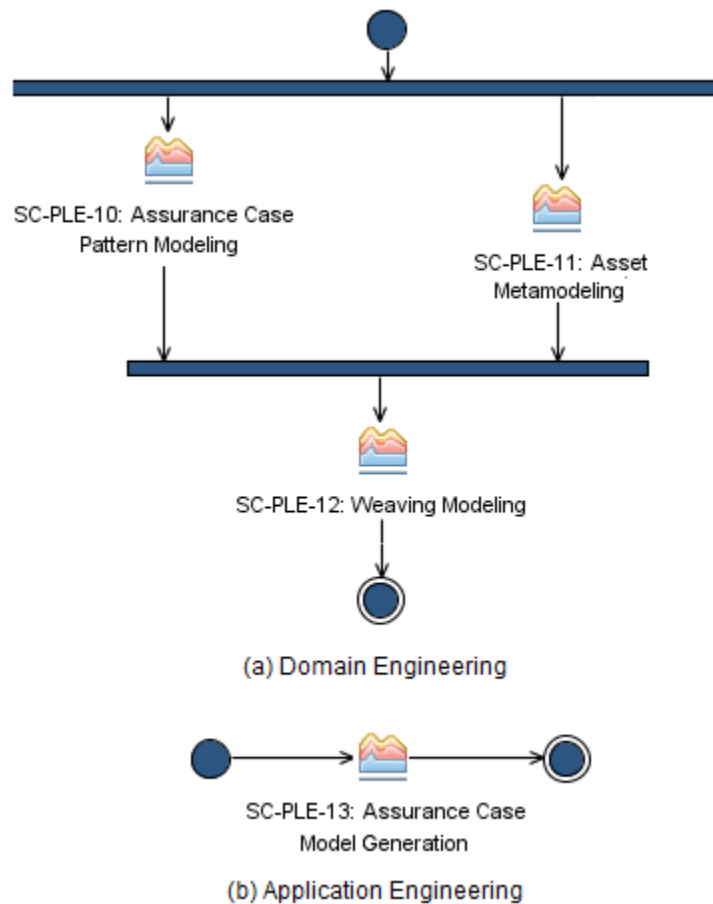 SC-PLE-10: Assurance Case
Pattern Modeling
SC-PLE-11: Asset
Metamodeling
SC-PLE-12: Weaving Modeling
(a) Domain Engineering
SC-PLE-13: Assurance Case
Model Generation
(b) Application Engineering